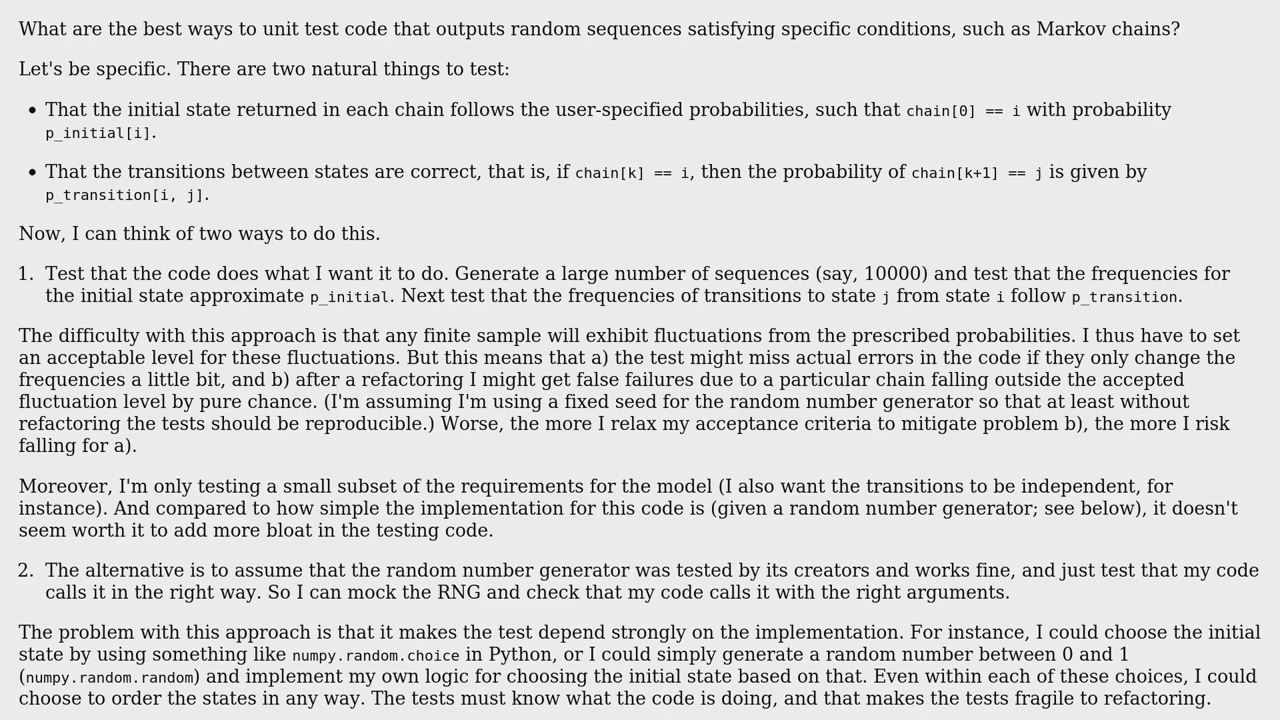 What are the best ways to unit test code that outputs random sequences satisfying specific conditions, such as Markov chains?
Let's be specific. There are two natural things to test:
• That the initial state returned in each chain follows the user-specified probabilities, such that chain[0] == i with probability
p_initial[i].
• That the transitions between states are correct, that is, if chain[k] == i, then the probability of chain[k+1] == j is given by
p_transition[i, j].
Now, I can think of two ways to do this.
1. Test that the code does what I want it to do. Generate a large number of sequences (say, 10000) and test that the frequencies for
the initial state approximate p_initial. Next test that the frequencies of transitions to state j from state i follow p_transition.
The difficulty with this approach is that any finite sample will exhibit fluctuations from the prescribed probabilities. I thus have to set
an acceptable level for these fluctuations. But this means that a) the test might miss actual errors in the code if they only change the
frequencies a little bit, and b) after a refactoring I might get false failures due to a particular chain falling outside the accepted
fluctuation level by pure chance. (I'm assuming I'm using a fixed seed for the random number generator so that at least without
refactoring the tests should be reproducible.) Worse, the more I relax my acceptance criteria to mitigate problem b), the more I risk
falling for a).
Moreover, I'm only testing a small subset of the requirements for the model (I also want the transitions to be independent, for
instance). And compared to how simple the implementation for this code is (given a random number generator; see below), it doesn't
seem worth it to add more bloat in the testing code.
2. The alternative is to assume that the random number generator was tested by its creators and works fine, and just test that my code
calls it in the right way. So I can mock the RNG and check that my code calls it with the right arguments.
The problem with this approach is that it makes the test depend strongly on the implementation. For instance, I could choose the initial
state by using something like numpy.random.choice in Python, or I could simply generate a random number between 0 and 1
(numpy.random.random) and implement my own logic for choosing the initial state based on that. Even within each of these choices, I could
choose to order the states in any way. The tests must know what the code is doing, and that makes the tests fragile to refactoring.